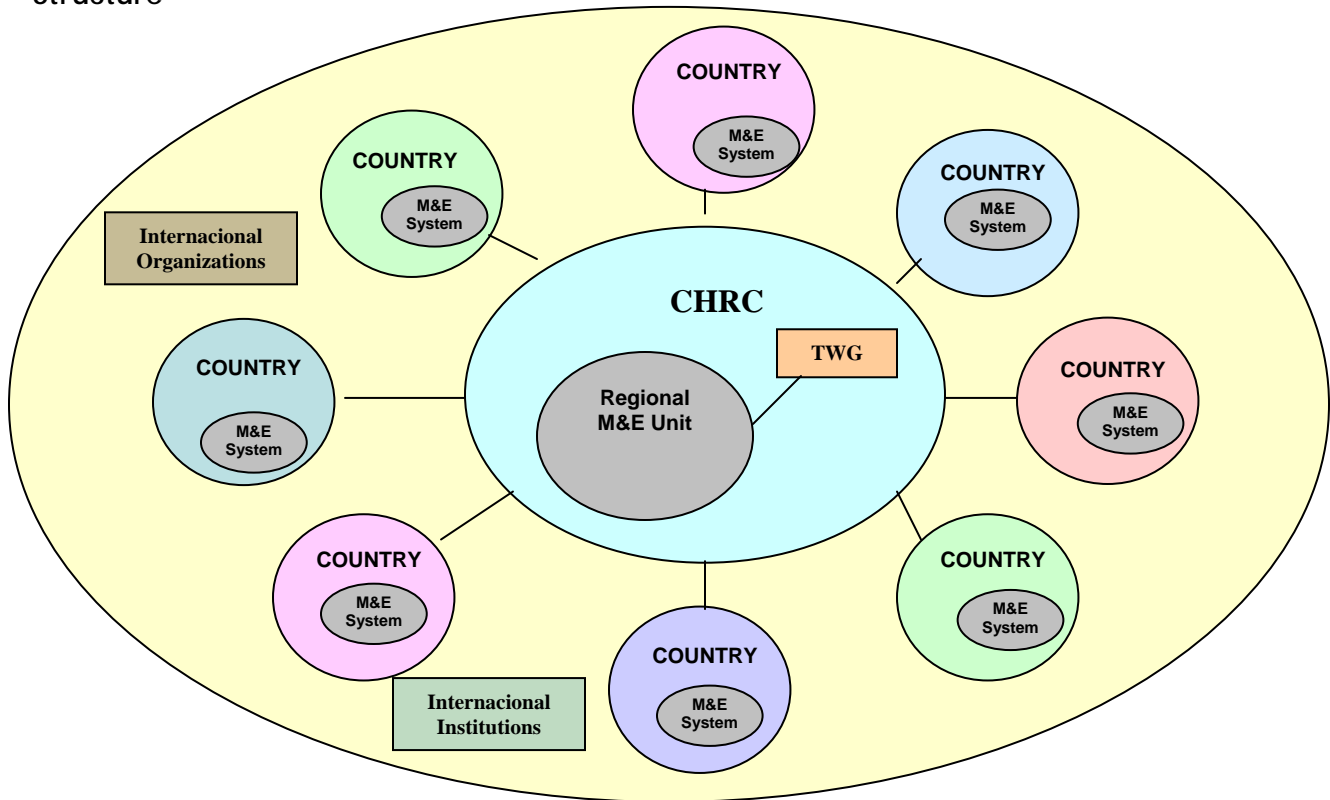 structure
COUNTRY
M&E
System
COUNTRY
M&E
System
COUNTRY
M&E
System
Internacional
Organizations
CHRC
TWG
Regional
M&E Unit
COUNTRY
M&E
System
COUNTRY
M&E
System
COUNTRY
M&E
System
COUNTRY
M&E
System
COUNTRY
M&E
System
Internacional
Institutions